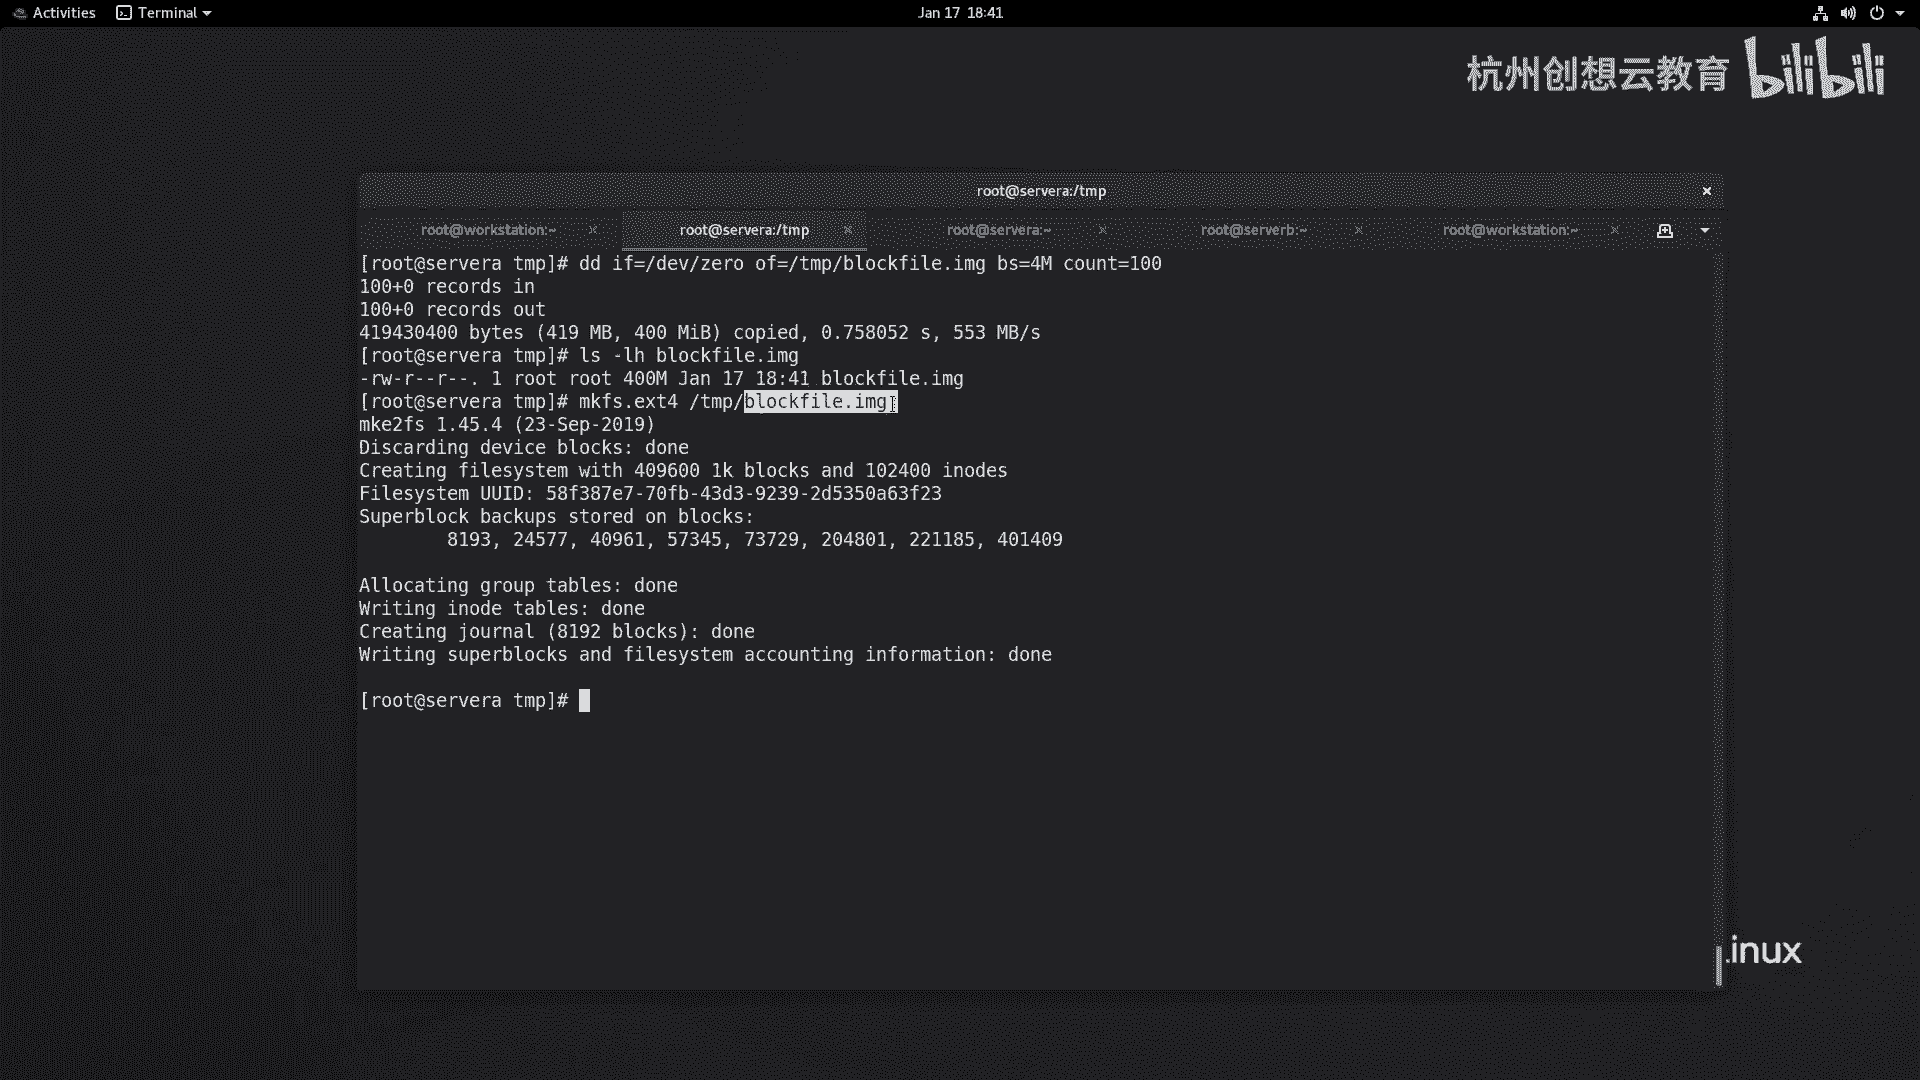 Activities Terminal Jan 17 18:41
杭州创想云教育 bilibili
root@servera:/tmp
root@workstation:~ root@servera:/tmp root@servera:~ root@serverb:~ root@workstation:~
[root@servera tmp]# dd if=/dev/zero of=/tmp/blockfile.img bs=4M count=100
100+0 records in
100+0 records out
419430400 bytes (419 MB, 400 MiB) copied, 0.758052 s, 553 MB/s
[root@servera tmp]# ls -lh blockfile.img
-rw-r--r--. 1 root root 400M Jan 17 18:41 blockfile.img
[root@servera tmp]# mkfs.ext4 /tmp/blockfile.img
mke2fs 1.45.4 (23-Sep-2019)
Discarding device blocks: done
Creating filesystem with 409600 1k blocks and 102400 inodes
Filesystem UUID: 58f387e7-70fb-43d3-9239-2d5350a63f23
Superblock backups stored on blocks:
8193, 24577, 40961, 57345, 73729, 204801, 221185, 401409
Allocating group tables: done
Writing inode tables: done
Creating journal (8192 blocks): done
Writing superblocks and filesystem accounting information: done
[root@servera tmp]#
inux